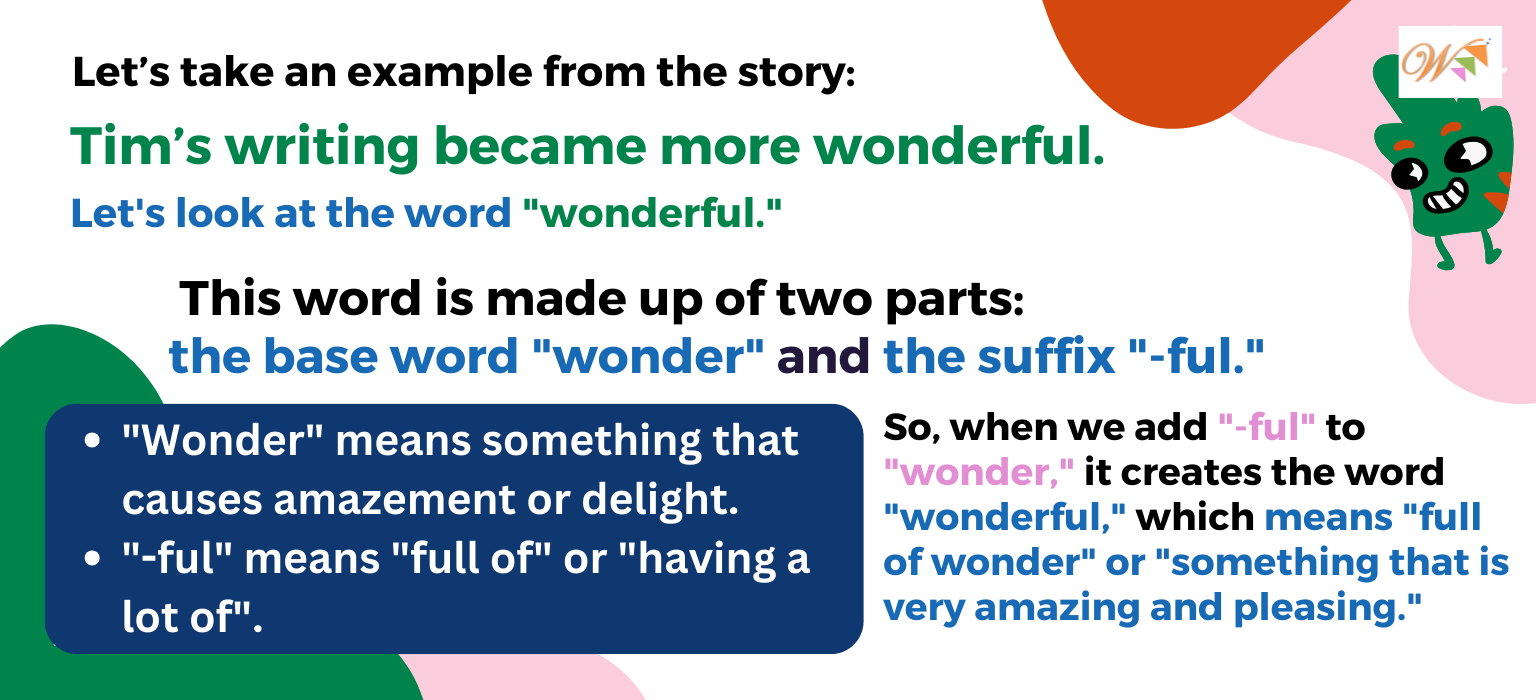 W
Let’s take an example from the story:
Tim’s writing became more wonderful.
Let's look at the word "wonderful."
This word is made up of two parts:
the base word "wonder" and the suffix "-ful."
• "Wonder" means something that
causes amazement or delight.
• "-ful" means "full of" or "having a
lot of".
So, when we add "-ful" to
"wonder," it creates the word
"wonderful," which means "full
of wonder" or "something that is
very amazing and pleasing."